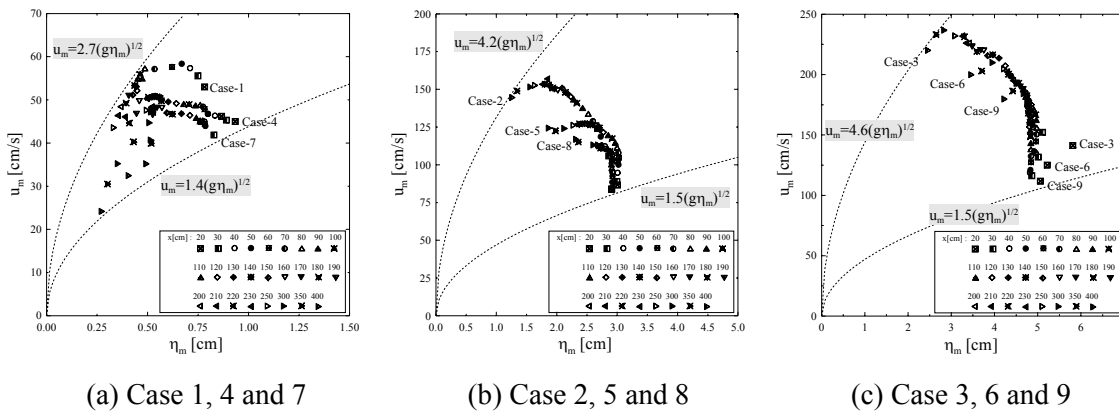 70
60
50
40
30
20
10
0
u_m [cm/s]
0.00 0.25 0.50 0.75 1.00 1.25 1.50
η_m [cm]
u_m=2.7(gη_m)^{1/2}
Case-1
Case-4
Case-7
u_m=1.4(gη_m)^{1/2}
x[cm] : 20 30 40 50 60 70 80 90 100
110 120 130 140 150 160 170 180 190
200 210 220 230 250 300 350 400
(a) Case 1, 4 and 7
200
175
150
125
100
75
50
25
0
u_m [cm/s]
0.0 0.5 1.0 1.5 2.0 2.5 3.0 3.5 4.0 4.5 5.0
η_m [cm]
u_m=4.2(gη_m)^{1/2}
Case-2
Case-5
Case-8
u_m=1.5(gη_m)^{1/2}
x[cm] : 20 30 40 50 60 70 80 90 100
110 120 130 140 150 160 170 180 190
200 210 220 230 250 300 350 400
(b) Case 2, 5 and 8
250
200
150
100
50
0
u_m [cm/s]
0 1 2 3 4 5 6
η_m [cm]
Case-3
Case-6
Case-9
u_m=4.6(gη_m)^{1/2}
Case-3
Case-6
Case-9
u_m=1.5(gη_m)^{1/2}
x[cm] : 20 30 40 50 60 70 80 90 100
110 120 130 140 150 160 170 180 190
200 210 220 230 250 300 350 400
(c) Case 3, 6 and 9